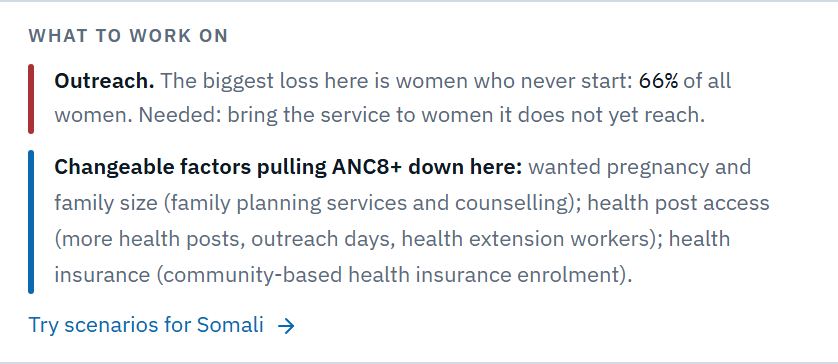 WHAT TO WORK ON
Outreach. The biggest loss here is women who never start: 66% of all
women. Needed: bring the service to women it does not yet reach.
Changeable factors pulling ANC8+ down here: wanted pregnancy and
family size (family planning services and counselling); health post access
(more health posts, outreach days, health extension workers); health
insurance (community-based health insurance enrolment).
Try scenarios for Somali →